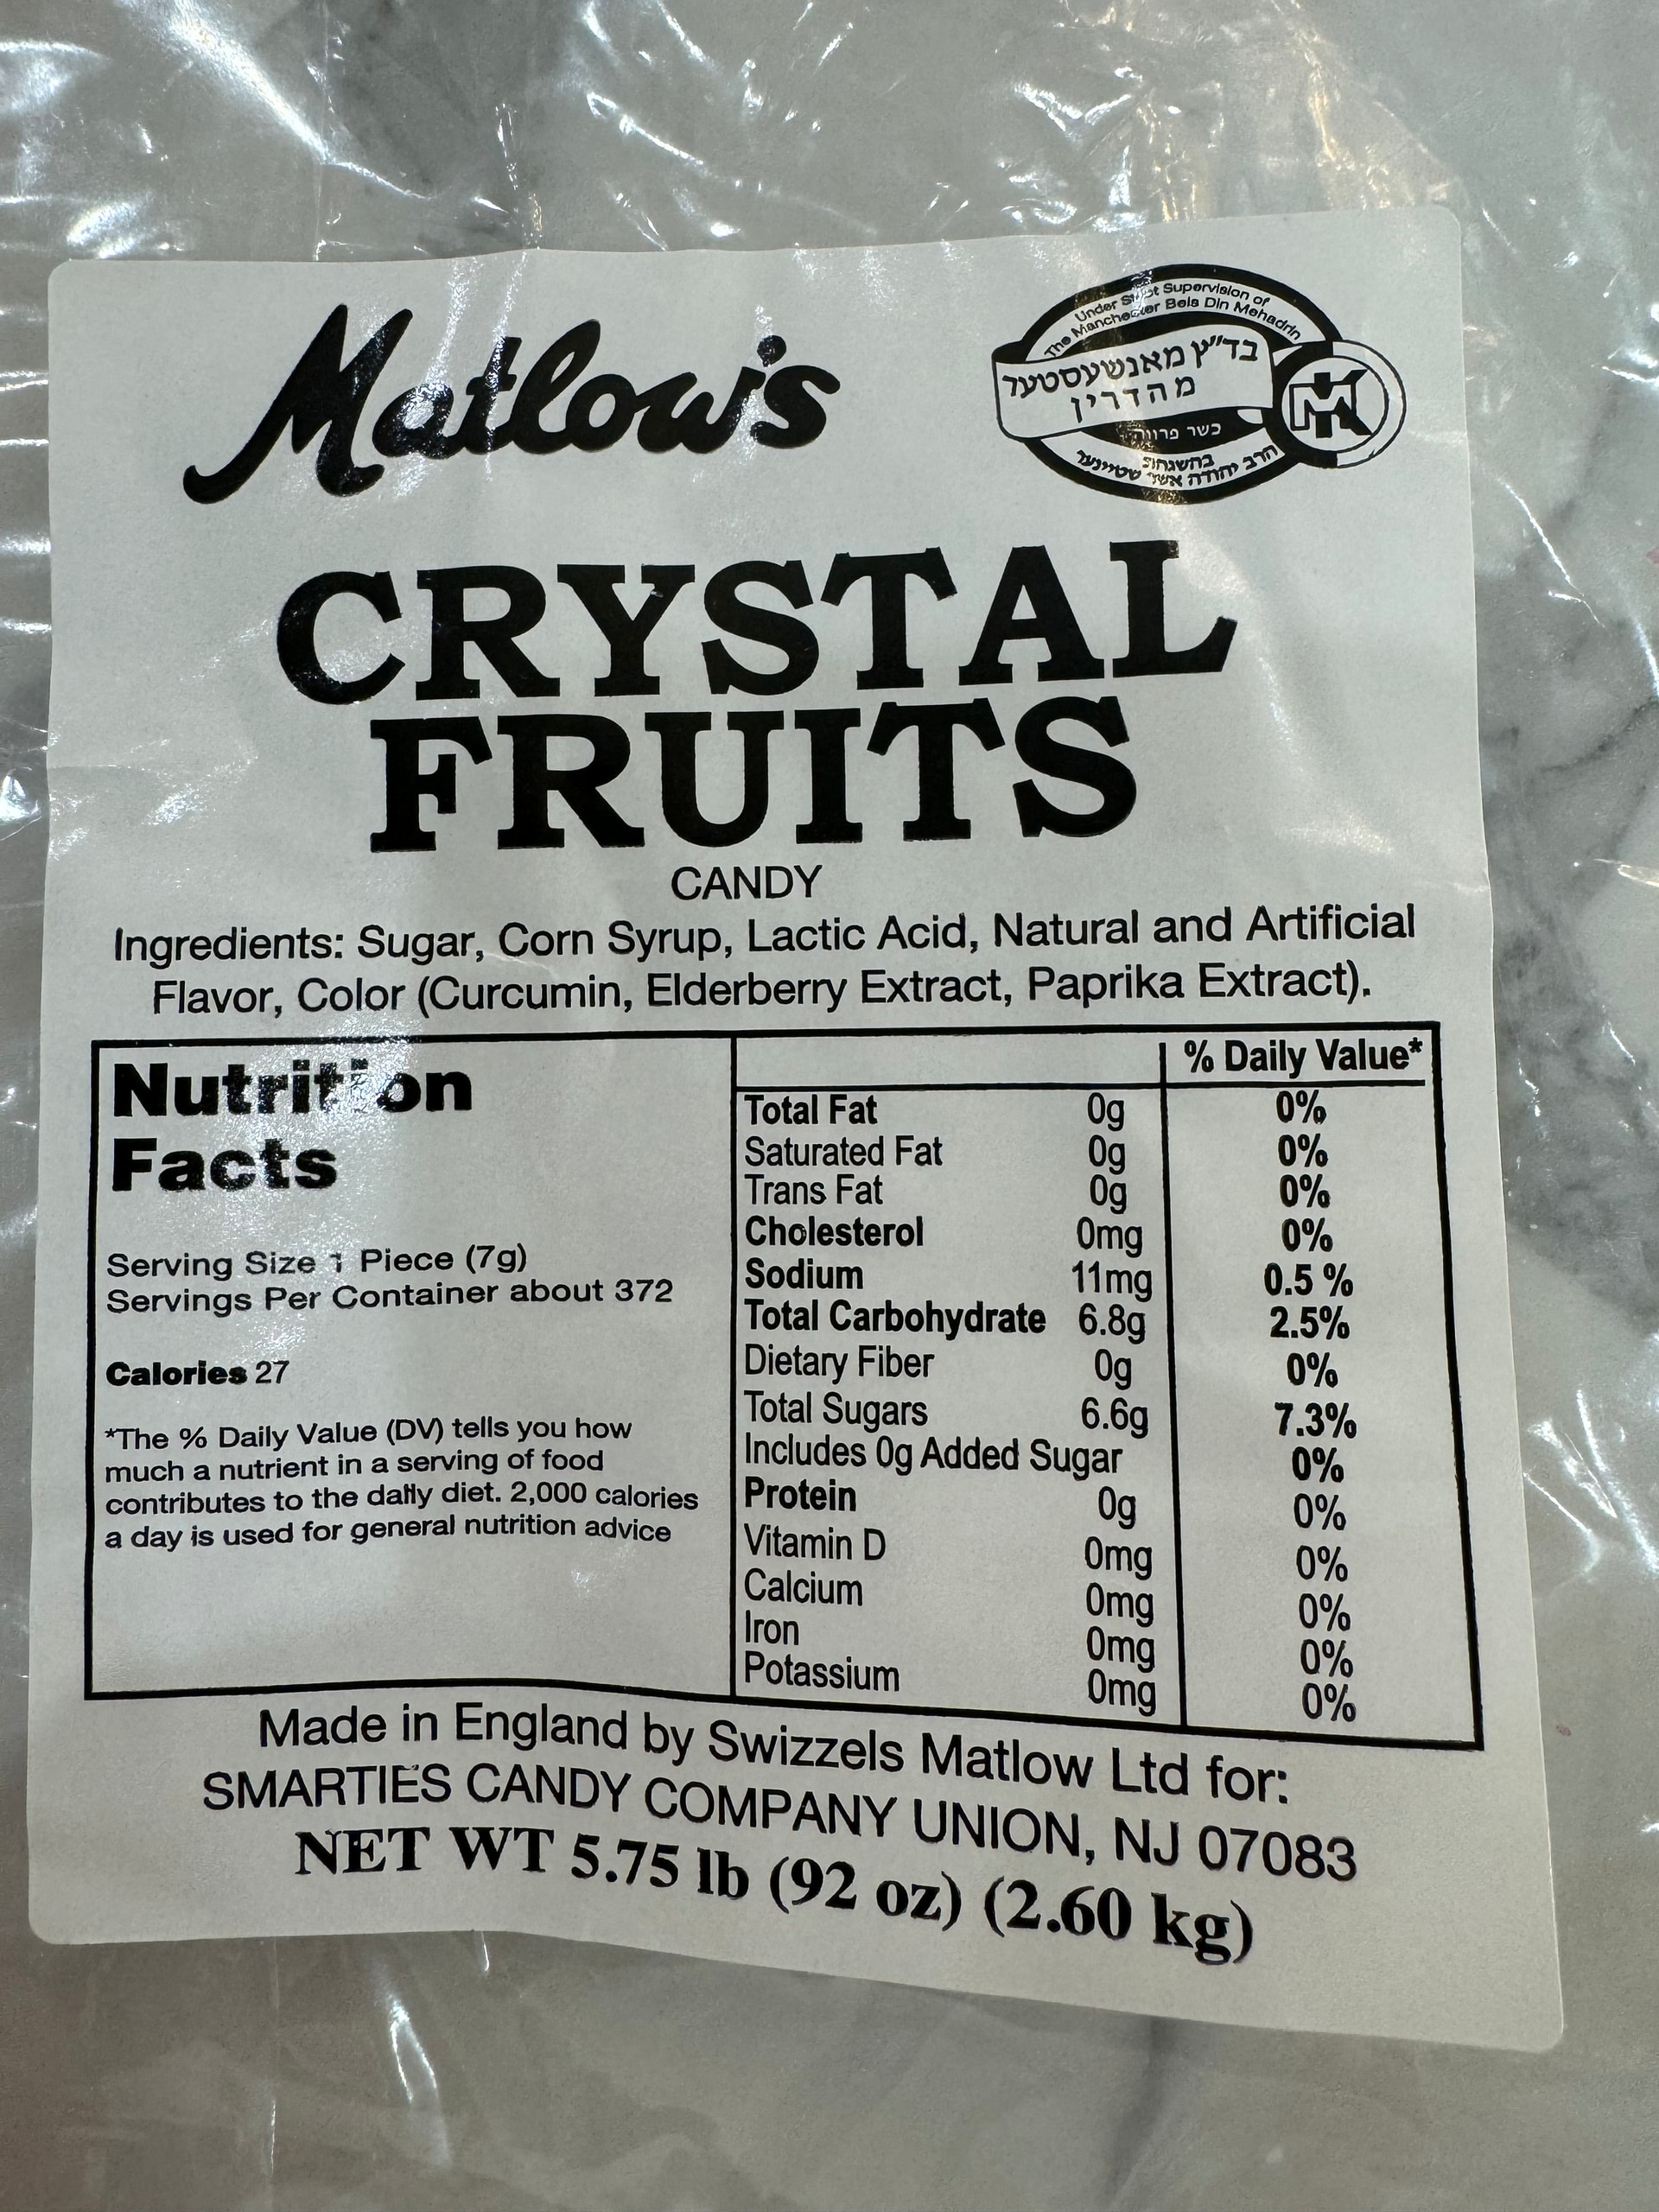 Matlow's
Under Strict Supervision of
The Manchester Beis Din Mehadrin
בד״ץ מאנשעסטער
מהדרין
כשר פרווה
בהשגחת
הרב יהודה אשר שטיינער
MK
CRYSTAL
FRUITS
CANDY
Ingredients: Sugar, Corn Syrup, Lactic Acid, Natural and Artificial
Flavor, Color (Curcumin, Elderberry Extract, Paprika Extract).
Nutrition
Facts
Serving Size 1 Piece (7g)
Servings Per Container about 372
Calories 27
*The % Daily Value (DV) tells you how
much a nutrient in a serving of food
contributes to the daily diet. 2,000 calories
a day is used for general nutrition advice
% Daily Value*
Total Fat 0g 0%
Saturated Fat 0g 0%
Trans Fat 0g 0%
Cholesterol 0mg 0%
Sodium 11mg 0.5 %
Total Carbohydrate 6.8g 2.5%
Dietary Fiber 0g 0%
Total Sugars 6.6g 7.3%
Includes 0g Added Sugar 0%
Protein 0g 0%
Vitamin D 0mg 0%
Calcium 0mg 0%
Iron 0mg 0%
Potassium 0mg 0%
Made in England by Swizzels Matlow Ltd for:
SMARTIES CANDY COMPANY UNION, NJ 07083
NET WT 5.75 lb (92 oz) (2.60 kg)